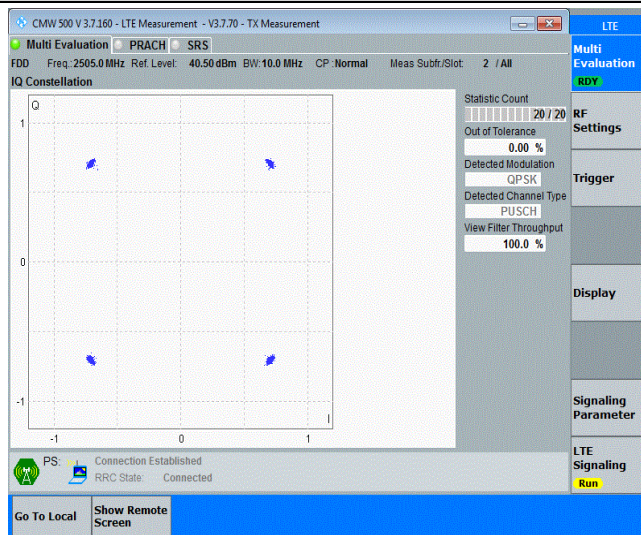 CMW 500 V 3.7.160 - LTE Measurement - V3.7.70 - TX Measurement
LTE
Multi Evaluation PRACH SRS
Multi Evaluation
RDY
FDD Freq.:2505.0 MHz Ref. Level: 40.50 dBm BW:10.0 MHz CP :Normal Meas Subfr./Slot: 2 / All
IQ Constellation
Q
1
0
-1
I
-1 0 1
Statistic Count
20 / 20
Out of Tolerance
0.00 %
Detected Modulation
QPSK
Detected Channel Type
PUSCH
View Filter Throughput
100.0 %
RF
Settings
Trigger
Display
Signaling
Parameter
LTE
Signaling
Run
PS: Connection Established
RRC State: Connected
Go To Local
Show Remote
Screen